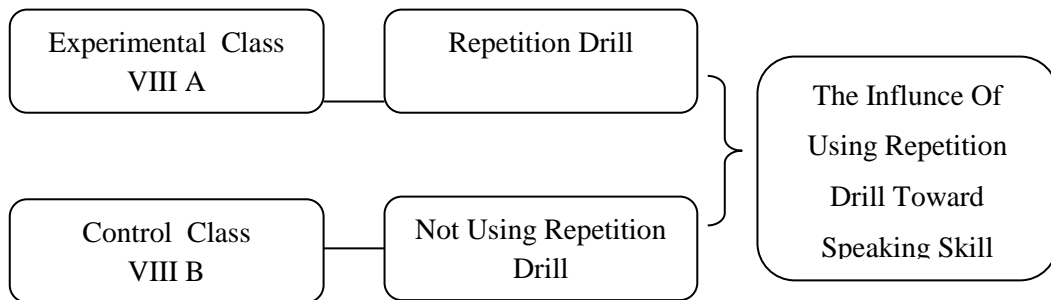 Experimental Class
VIII A
Repetition Drill
Control Class
VIII B
Not Using Repetition
Drill
The Influnce Of
Using Repetition
Drill Toward
Speaking Skill